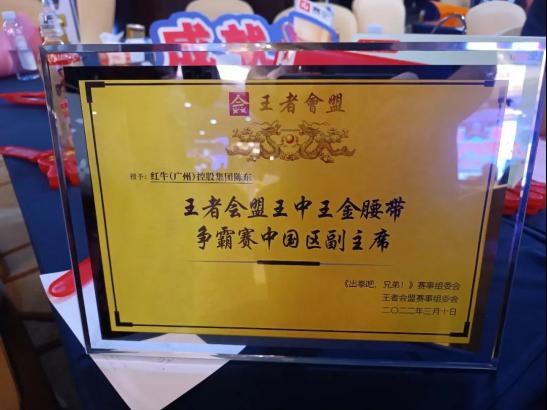 成就
王者會盟
授予：红牛(广州)控股集团陈东
王者会盟王中王金腰带
争霸赛中国区副主席
《出拳吧，兄弟！》赛事组委会
王者会盟赛事组委会
二〇二二年三月十日